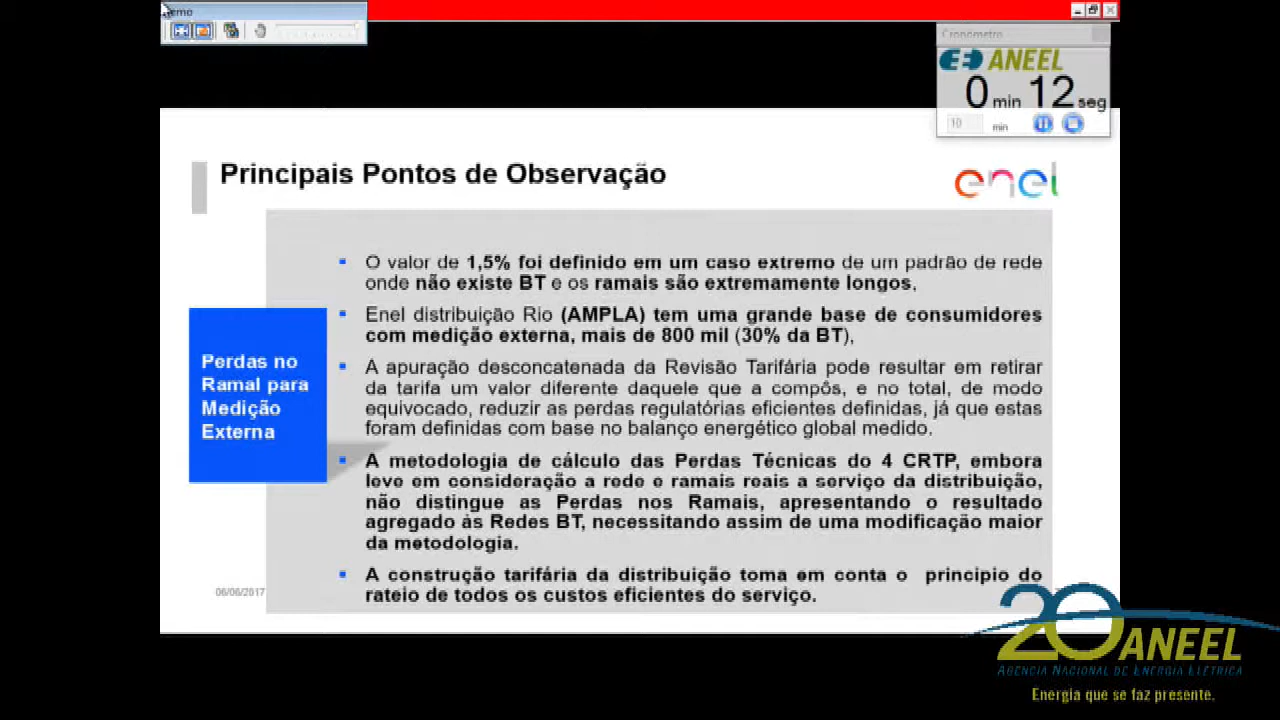 Cronometro
ANEEL
0 min 12 seg
10 min
Principais Pontos de Observação
enel
O valor de 1,5% foi definido em um caso extremo de um padrão de rede
onde não existe BT e os ramais são extremamente longos,
Enel distribuição Rio (AMPLA) tem uma grande base de consumidores
com medição externa, mais de 800 mil (30% da BT),
Perdas no
Ramal para
Medição
Externa
A apuração desconcatenada da Revisão Tarifária pode resultar em retirar
da tarifa um valor diferente daquele que a compôs, e no total, de modo
equivocado, reduzir as perdas regulatórias eficientes definidas, já que estas
foram definidas com base no balanço energético global medido.
A metodologia de cálculo das Perdas Técnicas do 4 CRTP, embora
leve em consideração a rede e ramais reais a serviço da distribuição,
não distingue as Perdas nos Ramais, apresentando o resultado
agregado às Redes BT, necessitando assim de uma modificação maior
da metodologia.
A construção tarifária da distribuição toma em conta o principio do
rateio de todos os custos eficientes do serviço.
06/06/2017
20 ANEEL
AGÊNCIA NACIONAL DE ENERGIA ELÉTRICA
Energia que se faz presente.